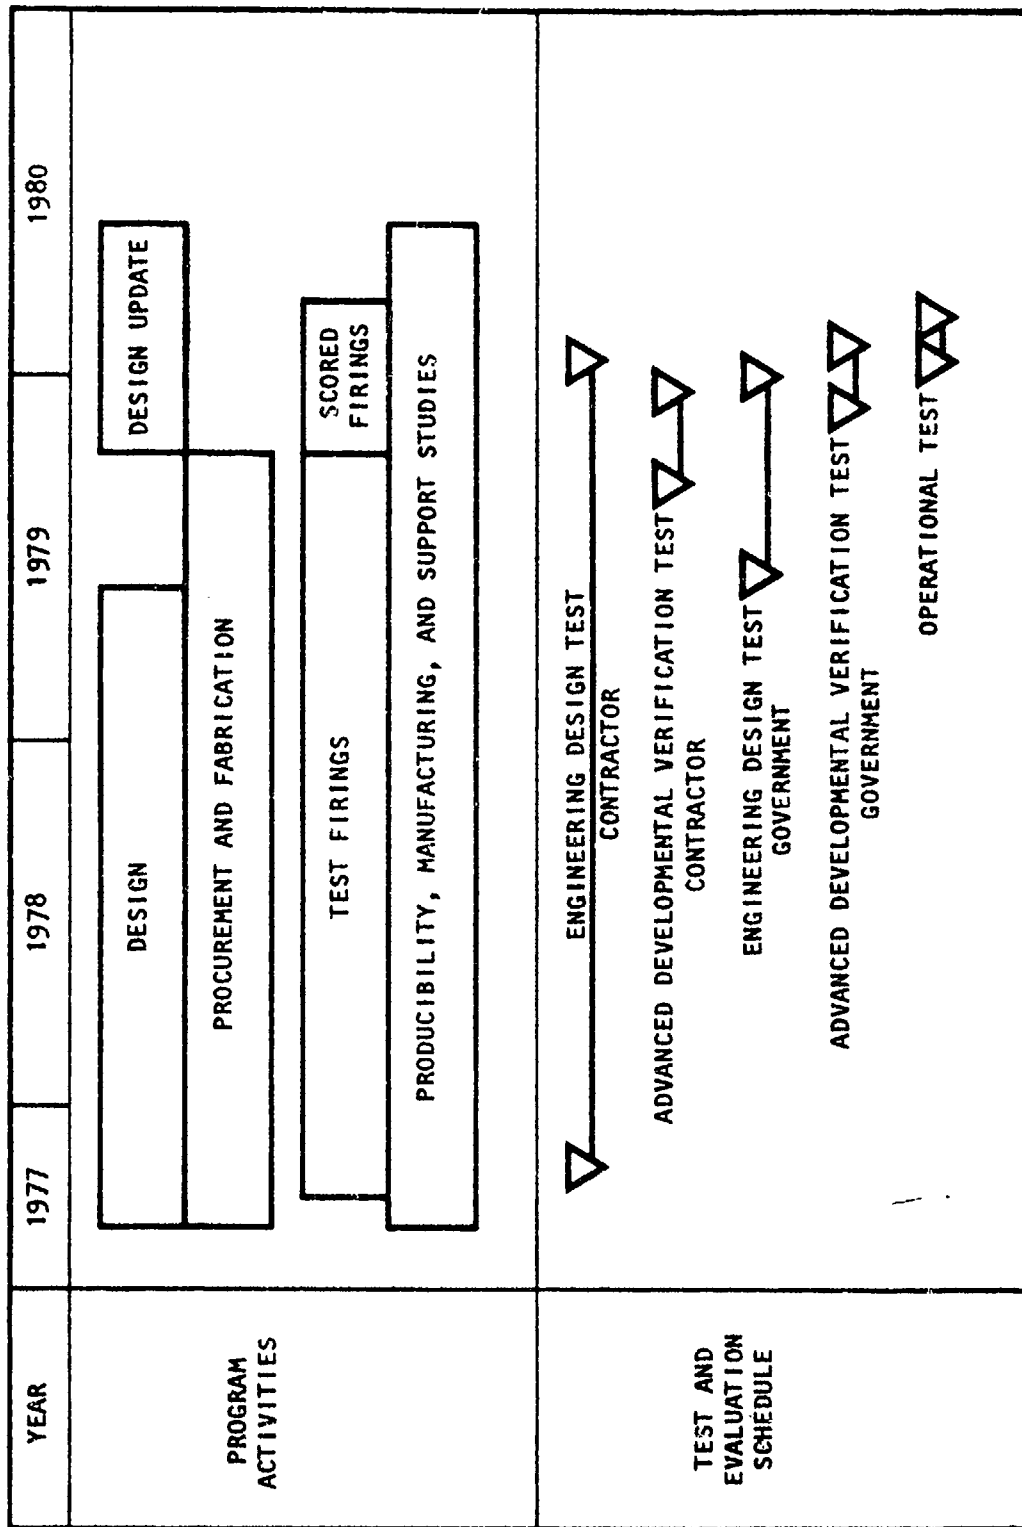 YEAR
1977
1978
1979
1980
PROGRAM
ACTIVITIES
DESIGN
DESIGN UPDATE
PROCUREMENT AND FABRICATION
TEST FIRINGS
SCORED
FIRINGS
PRODUCIBILITY, MANUFACTURING, AND SUPPORT STUDIES
TEST AND
EVALUATION
SCHEDULE
ENGINEERING DESIGN TEST
CONTRACTOR
ADVANCED DEVELOPMENTAL VERIFICATION TEST
CONTRACTOR
ENGINEERING DESIGN TEST
GOVERNMENT
ADVANCED DEVELOPMENTAL VERIFICATION TEST
GOVERNMENT
OPERATIONAL TEST